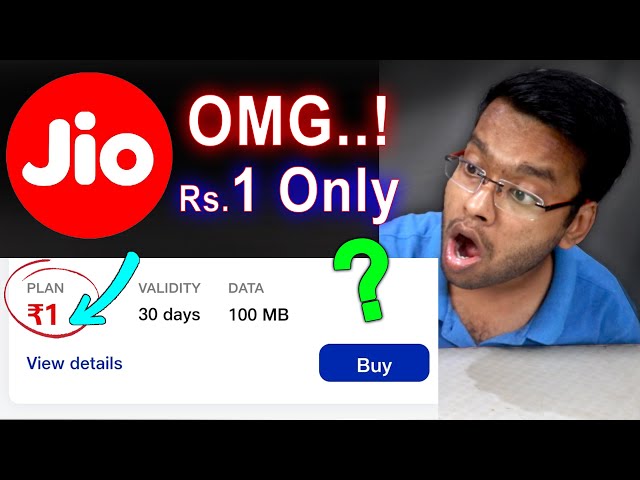 Jio
OMG..!
Rs.1 Only
?
PLAN VALIDITY DATA
₹1 30 days 100 MB
View details
Buy